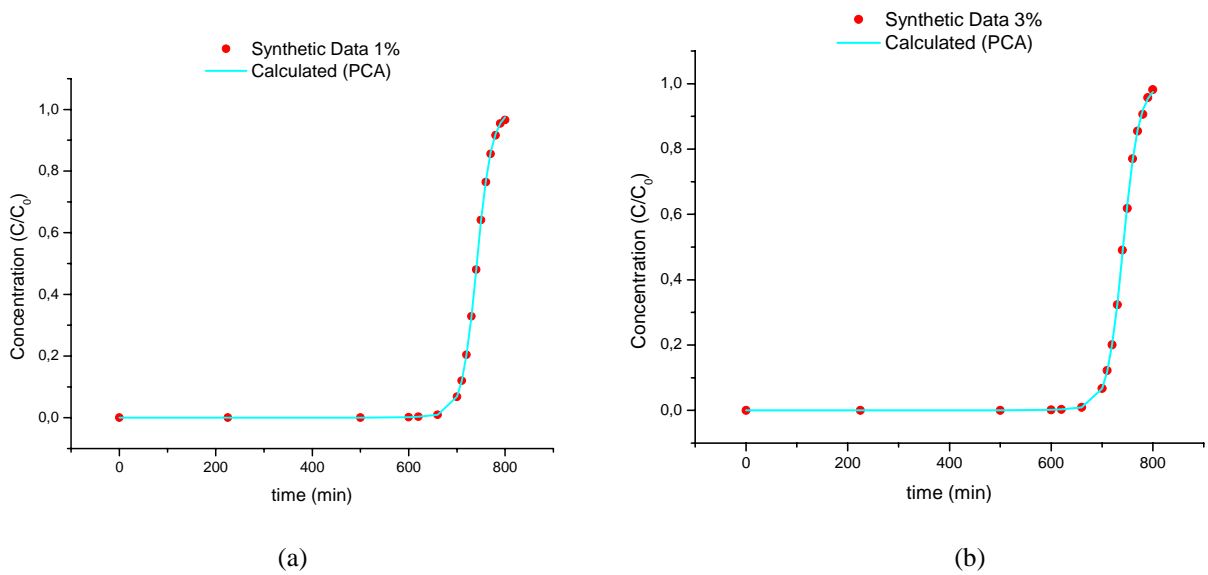 Synthetic Data 1%
Calculated (PCA)
1,0
0,8
0,6
0,4
0,2
0,0
Concentration (C/C0)
0 200 400 600 800
time (min)
(a)
Synthetic Data 3%
Calculated (PCA)
1,0
0,8
0,6
0,4
0,2
0,0
Concentration (C/C0)
0 200 400 600 800
time (min)
(b)